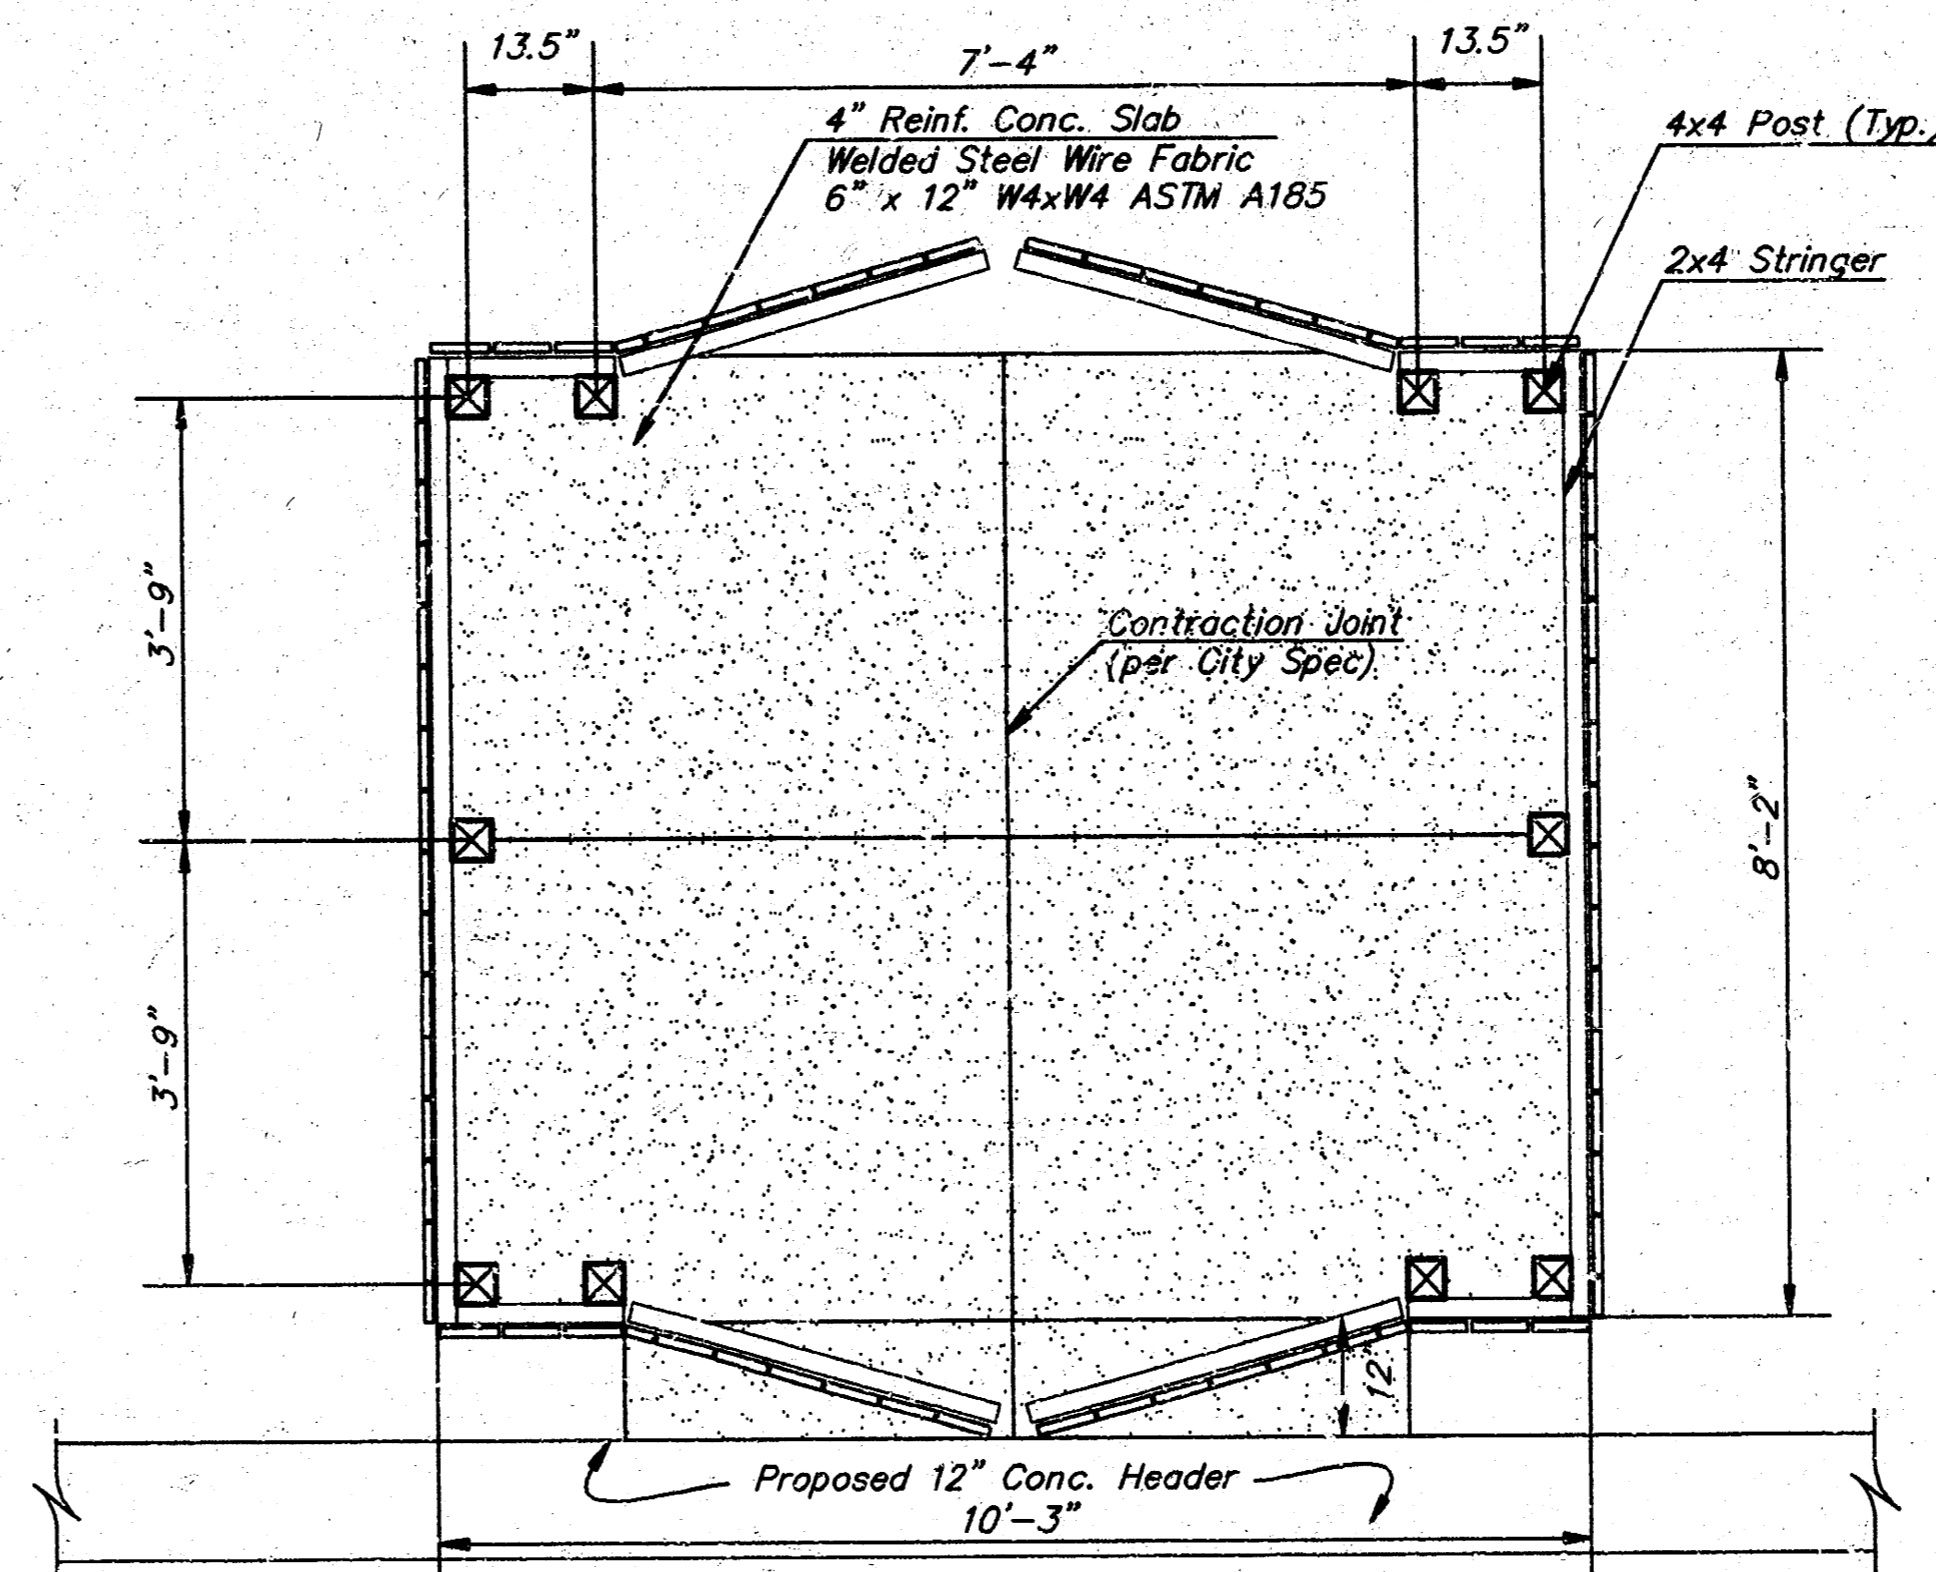 13.5"
7'-4"
13.5"
4" Reinf. Conc. Slab
Welded Steel Wire Fabric
6" x 12" W4xW4 ASTM A185
4x4 Post (Typ.)
2x4 Stringer
Contraction Joint
(per City Spec)
3'-9"
8'-2"
3'-9"
12"
Proposed 12" Conc. Header
10'-3"